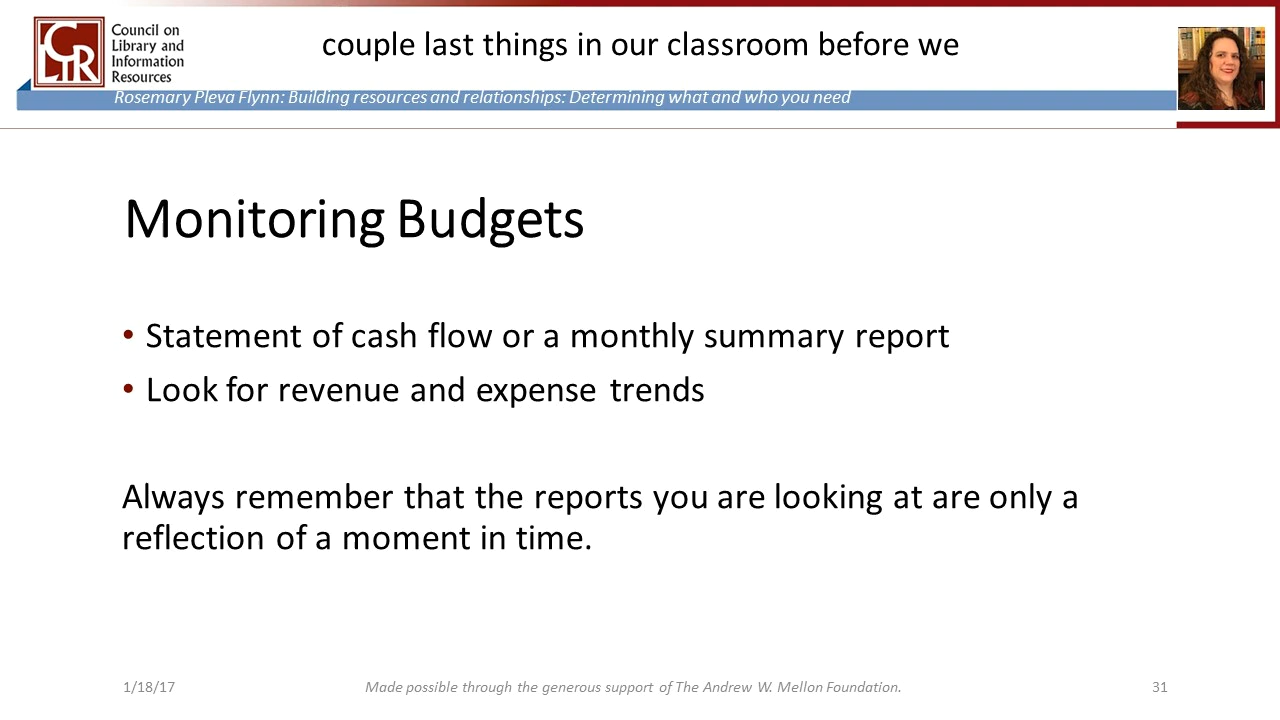 CLIR
Council on
Library and
Information
Resources
couple last things in our classroom before we
Rosemary Pleva Flynn: Building resources and relationships: Determining what and who you need
Monitoring Budgets
• Statement of cash flow or a monthly summary report
• Look for revenue and expense trends
Always remember that the reports you are looking at are only a
reflection of a moment in time.
1/18/17
Made possible through the generous support of The Andrew W. Mellon Foundation.
31